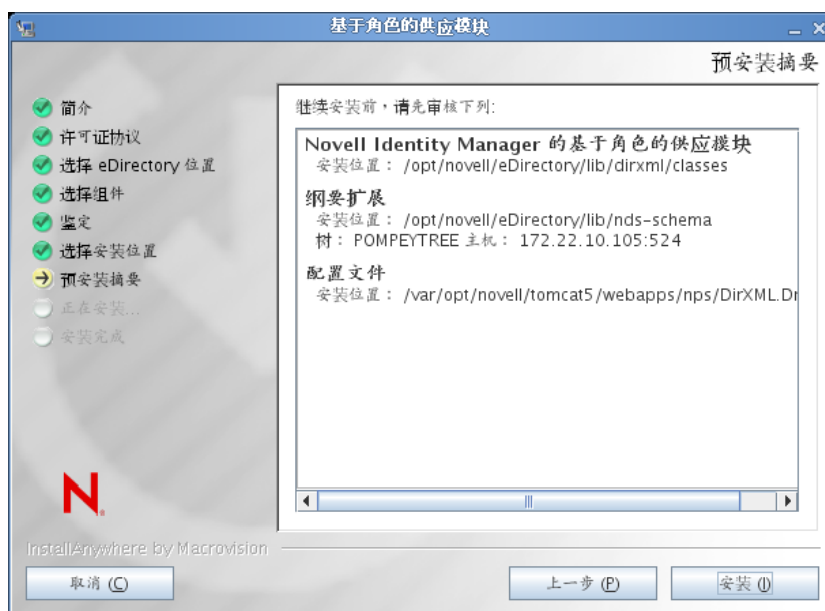 基于角色的供应模块
预安装摘要
简介
许可证协议
选择 eDirectory 位置
选择组件
鉴定
选择安装位置
预安装摘要
正在安装...
安装完成
继续安装前，请先审核下列:
Novell Identity Manager 的基于角色的供应模块
安装位置： /opt/novell/eDirectory/lib/dirxml/classes
纲要扩展
安装位置： /opt/novell/eDirectory/lib/nds-schema
树： POMPEYTREE 主机： 172.22.10.105:524
配置文件
安装位置： /var/opt/novell/tomcat5/webapps/nps/DirXML.Dr
N
InstallAnywhere by Macrovision
取消 (C)
上一步 (P)
安装 (I)